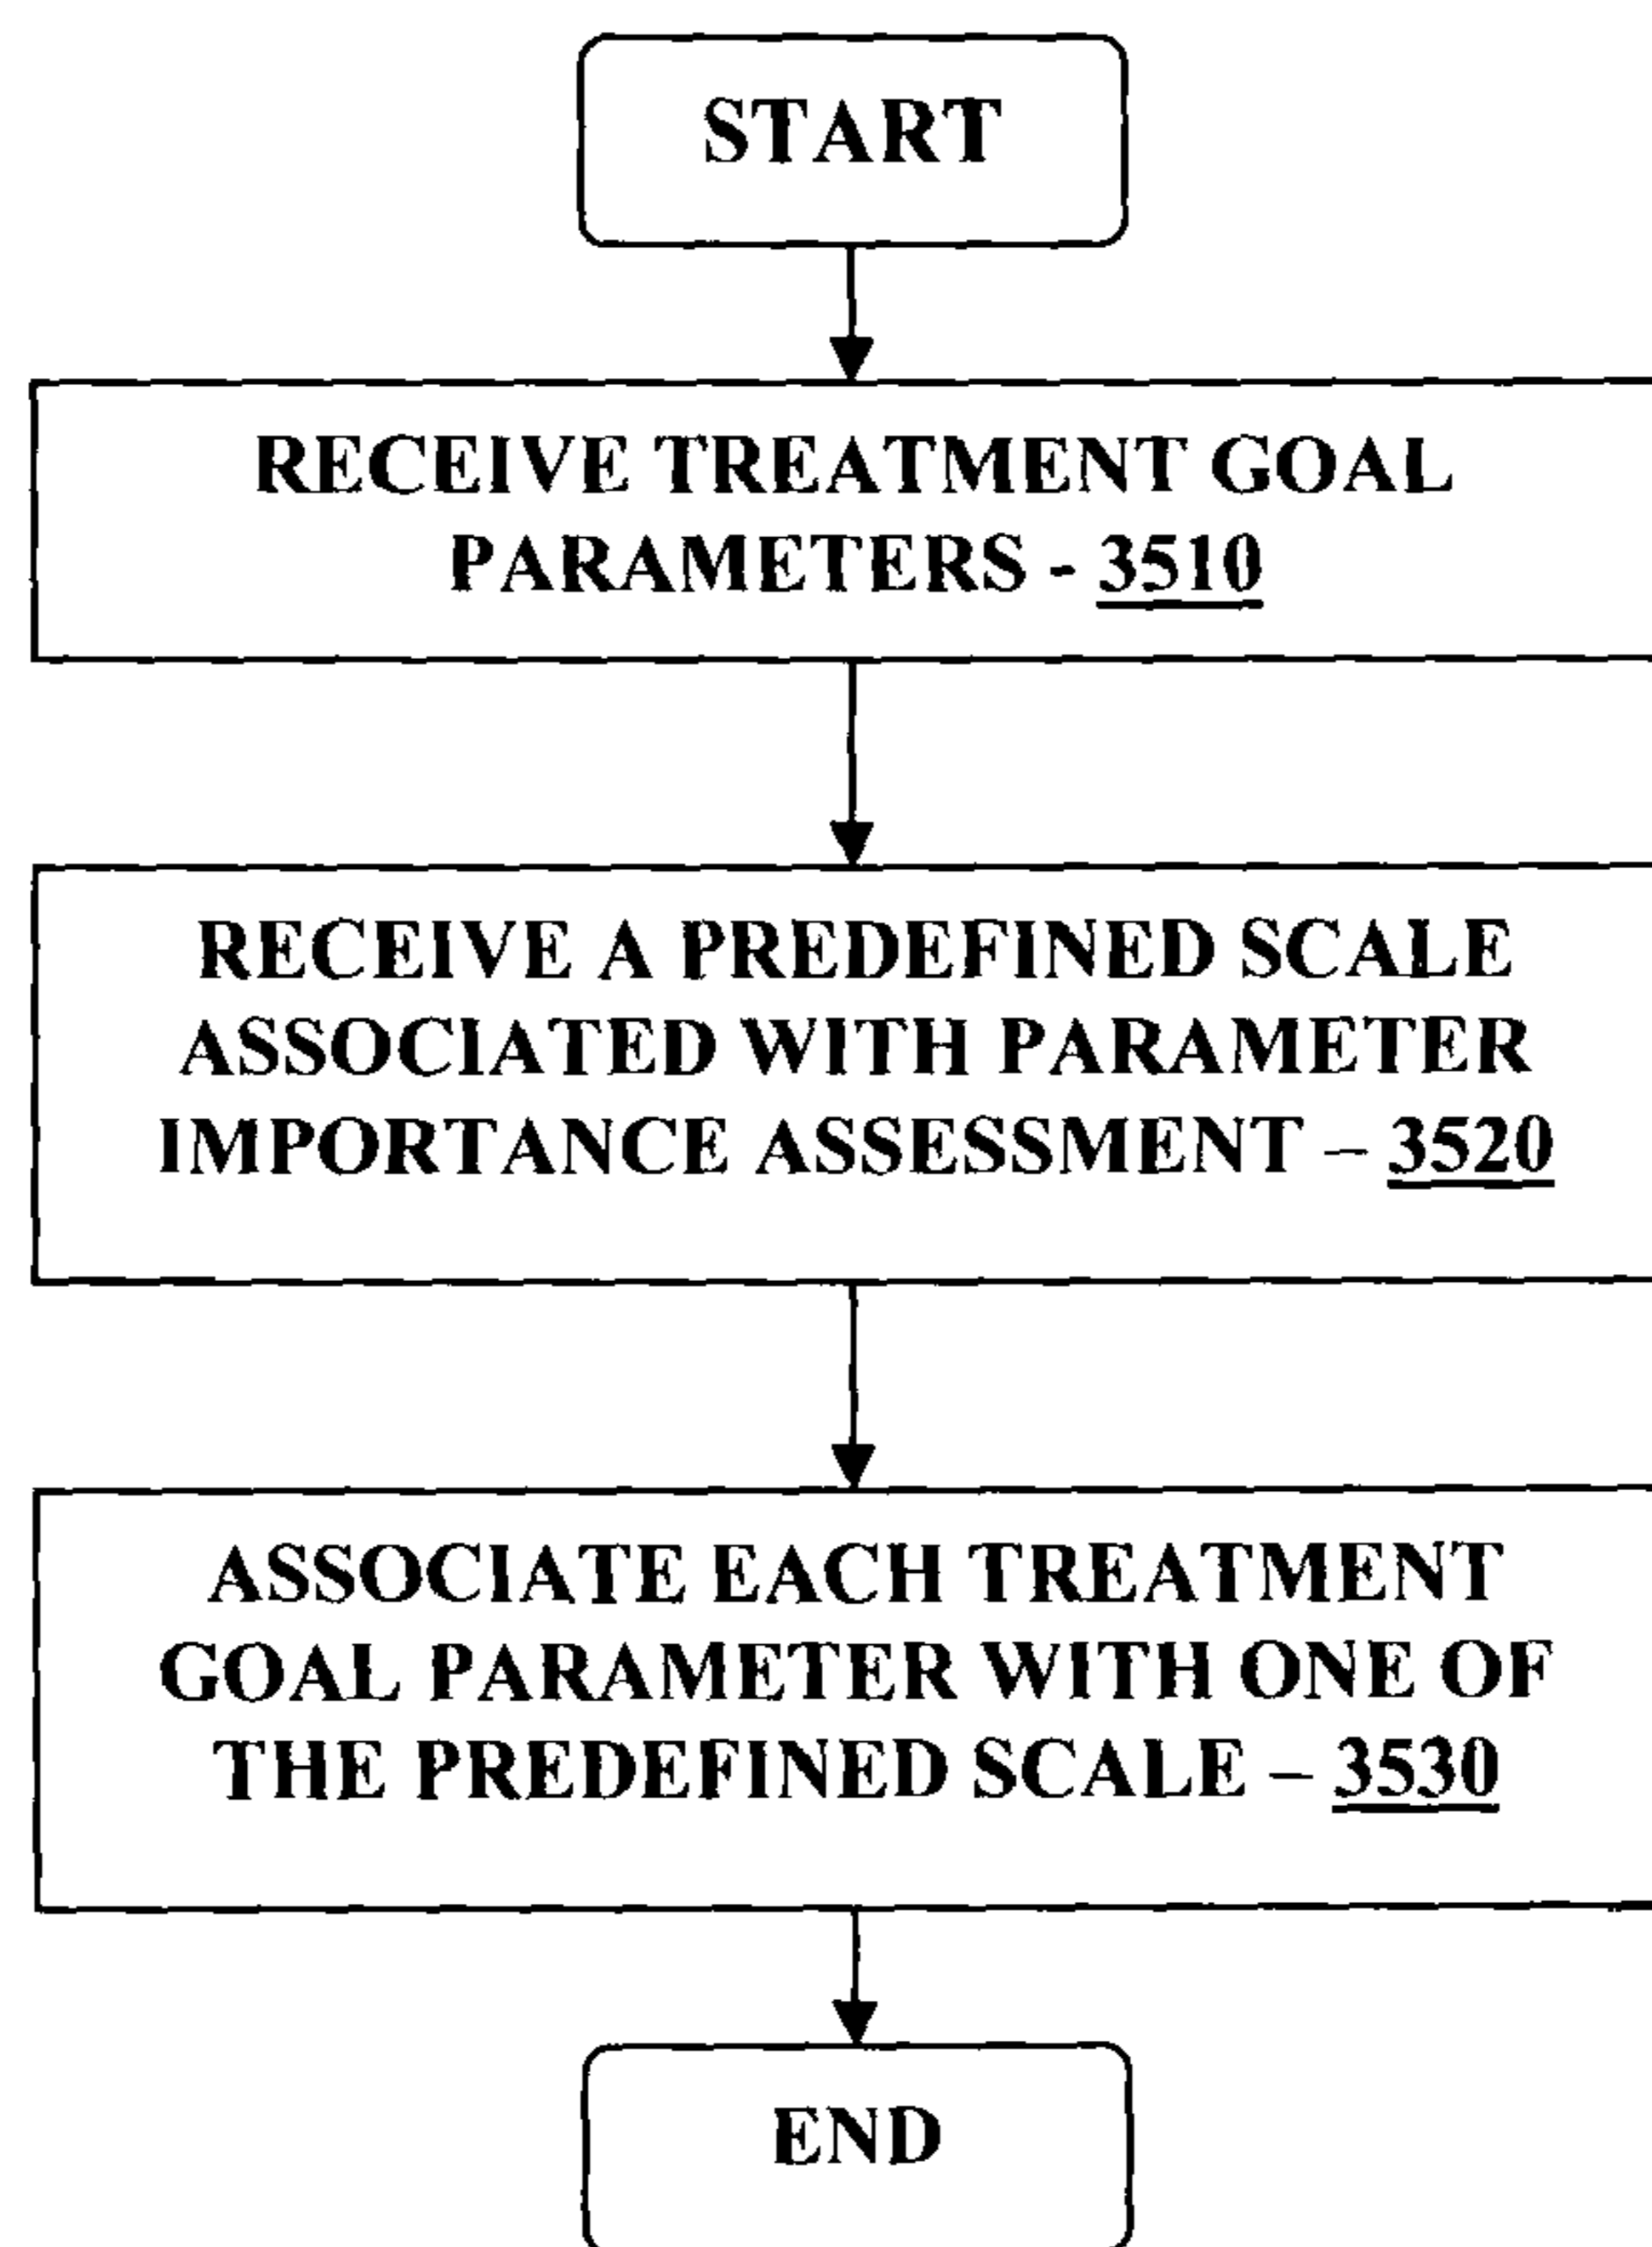 START
RECEIVE TREATMENT GOAL
PARAMETERS - 3510
RECEIVE A PREDEFINED SCALE
ASSOCIATED WITH PARAMETER
IMPORTANCE ASSESSMENT – 3520
ASSOCIATE EACH TREATMENT
GOAL PARAMETER WITH ONE OF
THE PREDEFINED SCALE – 3530
END